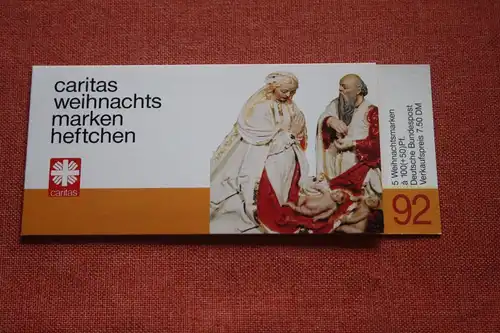 caritas
weihnachts
marken
heftchen
caritas
5 Weihnachtsmarken
à 100(+50)Pf.
Deutsche Bundespost
Verkaufspreis 7.50 DM
92